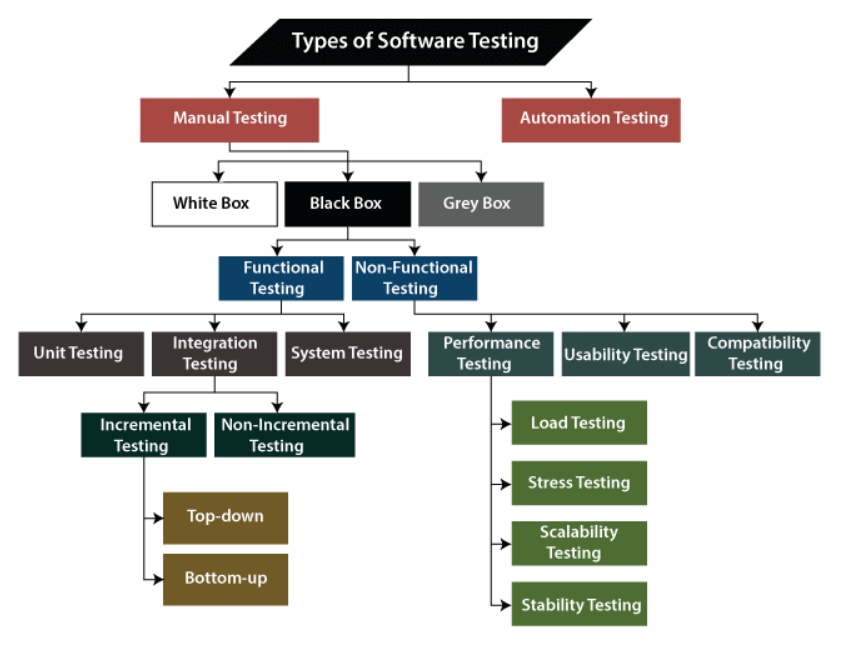 Types of Software Testing
Manual Testing
Automation Testing
White Box
Black Box
Grey Box
Functional
Testing
Non-Functional
Testing
Unit Testing
Integration
Testing
System Testing
Performance
Testing
Usability Testing
Compatibility
Testing
Incremental
Testing
Non-Incremental
Testing
Load Testing
Stress Testing
Top-down
Scalability
Testing
Bottom-up
Stability Testing